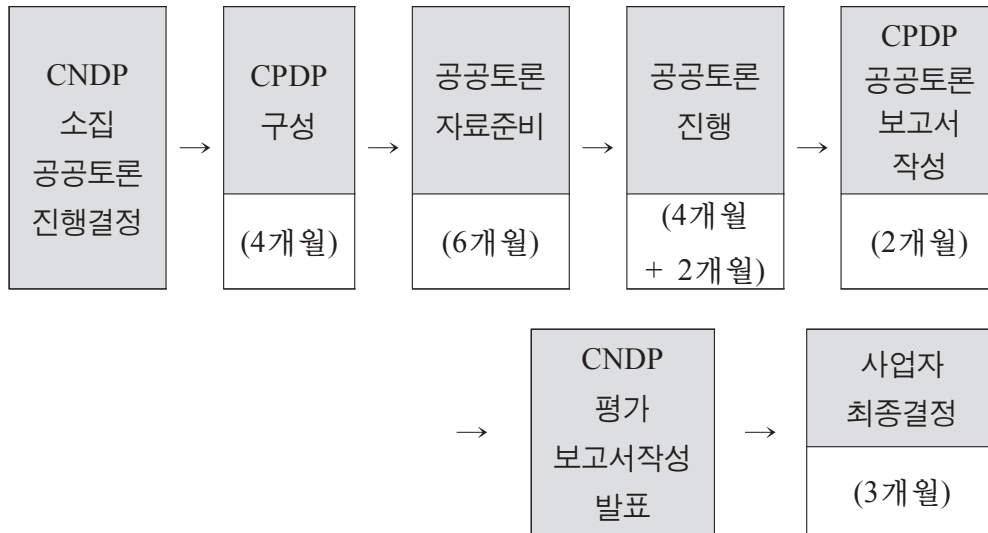 CNDP
소집
공공토론
진행결정
→
CPDP
구성
(4개월)
→
공공토론
자료준비
(6개월)
→
공공토론
진행
(4개월
+ 2개월)
→
CPDP
공공토론
보고서
작성
(2개월)
→
CNDP
평가
보고서작성
발표
→
사업자
최종결정
(3개월)